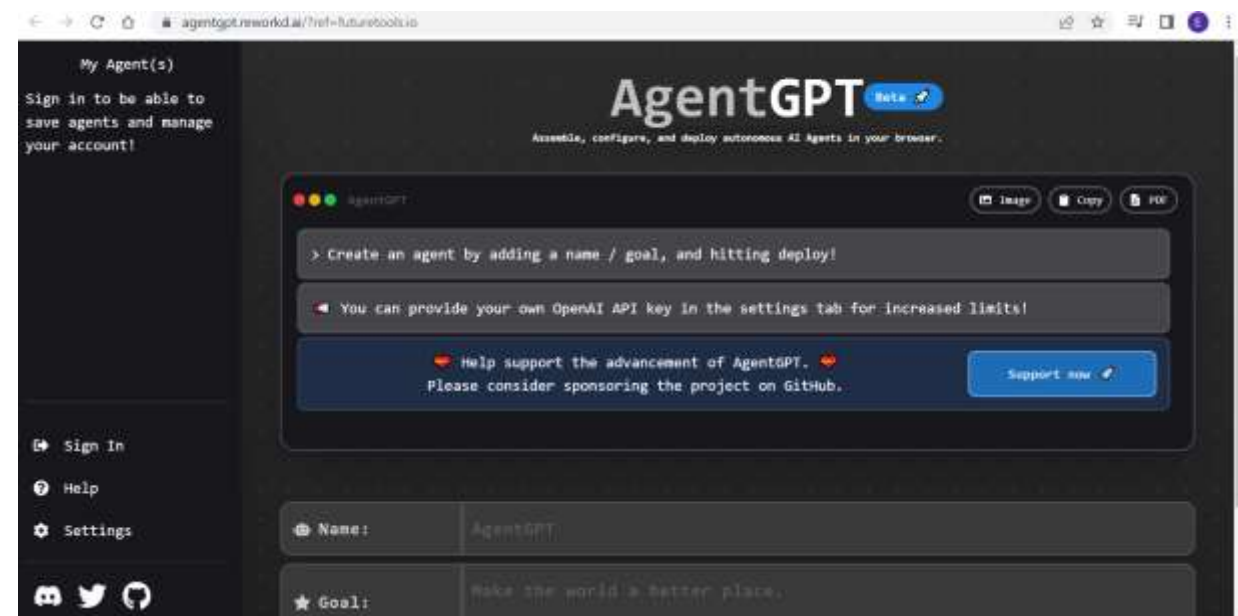 agentgpt.reworkd.ai/?ref=futuretools.io
My Agent(s)
Sign in to be able to
save agents and manage
your account!
Sign In
Help
Settings
AgentGPT Beta
Assemble, configure, and deploy autonomous AI Agents in your browser.
AgentGPT
Image Copy PDF
> Create an agent by adding a name / goal, and hitting deploy!
You can provide your own OpenAI API key in the settings tab for increased limits!
Help support the advancement of AgentGPT.
Please consider sponsoring the project on GitHub.
Support now
Name: AgentGPT
Goal: Make the world a better place.